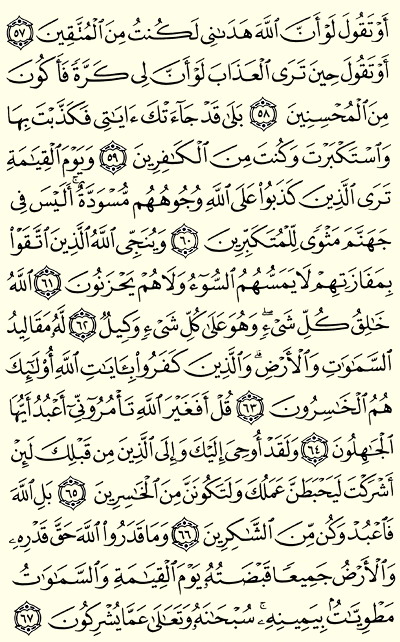 أَوْ تَقُولَ لَوْ أَنَّ ٱللَّهَ هَدَىٰنِى لَكُنتُ مِنَ ٱلْمُتَّقِينَ ٥٧
أَوْ تَقُولَ حِينَ تَرَى ٱلْعَذَابَ لَوْ أَنَّ لِى كَرَّةً فَأَكُونَ
مِنَ ٱلْمُحْسِنِينَ ٥٨ بَلَىٰ قَدْ جَآءَتْكَ ءَايَٰتِى فَكَذَّبْتَ بِهَا
وَٱسْتَكْبَرْتَ وَكُنتَ مِنَ ٱلْكَٰفِرِينَ ٥٩ وَيَوْمَ ٱلْقِيَٰمَةِ
تَرَى ٱلَّذِينَ كَذَبُوا۟ عَلَى ٱللَّهِ وُجُوهُهُم مُّسْوَدَّةٌ ۚ أَلَيْسَ فِى
جَهَنَّمَ مَثْوًى لِّلْمُتَكَبِّرِينَ ٦٠ وَيُنَجِّى ٱللَّهُ ٱلَّذِينَ ٱتَّقَوْا۟
بِمَفَازَتِهِمْ لَا يَمَسُّهُمُ ٱلسُّوٓءُ وَلَا هُمْ يَحْزَنُونَ ٦١ ٱللَّهُ
خَٰلِقُ كُلِّ شَىْءٍ ۖ وَهُوَ عَلَىٰ كُلِّ شَىْءٍ وَكِيلٌ ٦٢ لَّهُۥ مَقَالِيدُ
ٱلسَّمَٰوَٰتِ وَٱلْأَرْضِ ۗ وَٱلَّذِينَ كَفَرُوا۟ بِـَٔايَٰتِ ٱللَّهِ أُو۟لَٰٓئِكَ
هُمُ ٱلْخَٰسِرُونَ ٦٣ قُلْ أَفَغَيْرَ ٱللَّهِ تَأْمُرُوٓنِّىٓ أَعْبُدُ أَيُّهَا
ٱلْجَٰهِلُونَ ٦٤ وَلَقَدْ أُوحِىَ إِلَيْكَ وَإِلَى ٱلَّذِينَ مِن قَبْلِكَ لَئِنْ
أَشْرَكْتَ لَيَحْبَطَنَّ عَمَلُكَ وَلَتَكُونَنَّ مِنَ ٱلْخَٰسِرِينَ ٦٥ بَلِ ٱللَّهَ
فَٱعْبُدْ وَكُن مِّنَ ٱلشَّٰكِرِينَ ٦٦ وَمَا قَدَرُوا۟ ٱللَّهَ حَقَّ قَدْرِهِۦ
وَٱلْأَرْضُ جَمِيعًا قَبْضَتُهُۥ يَوْمَ ٱلْقِيَٰمَةِ وَٱلسَّمَٰوَٰتُ
مَطْوِيَّٰتٌۢ بِيَمِينِهِۦ ۚ سُبْحَٰنَهُۥ وَتَعَٰلَىٰ عَمَّا يُشْرِكُونَ ٦٧